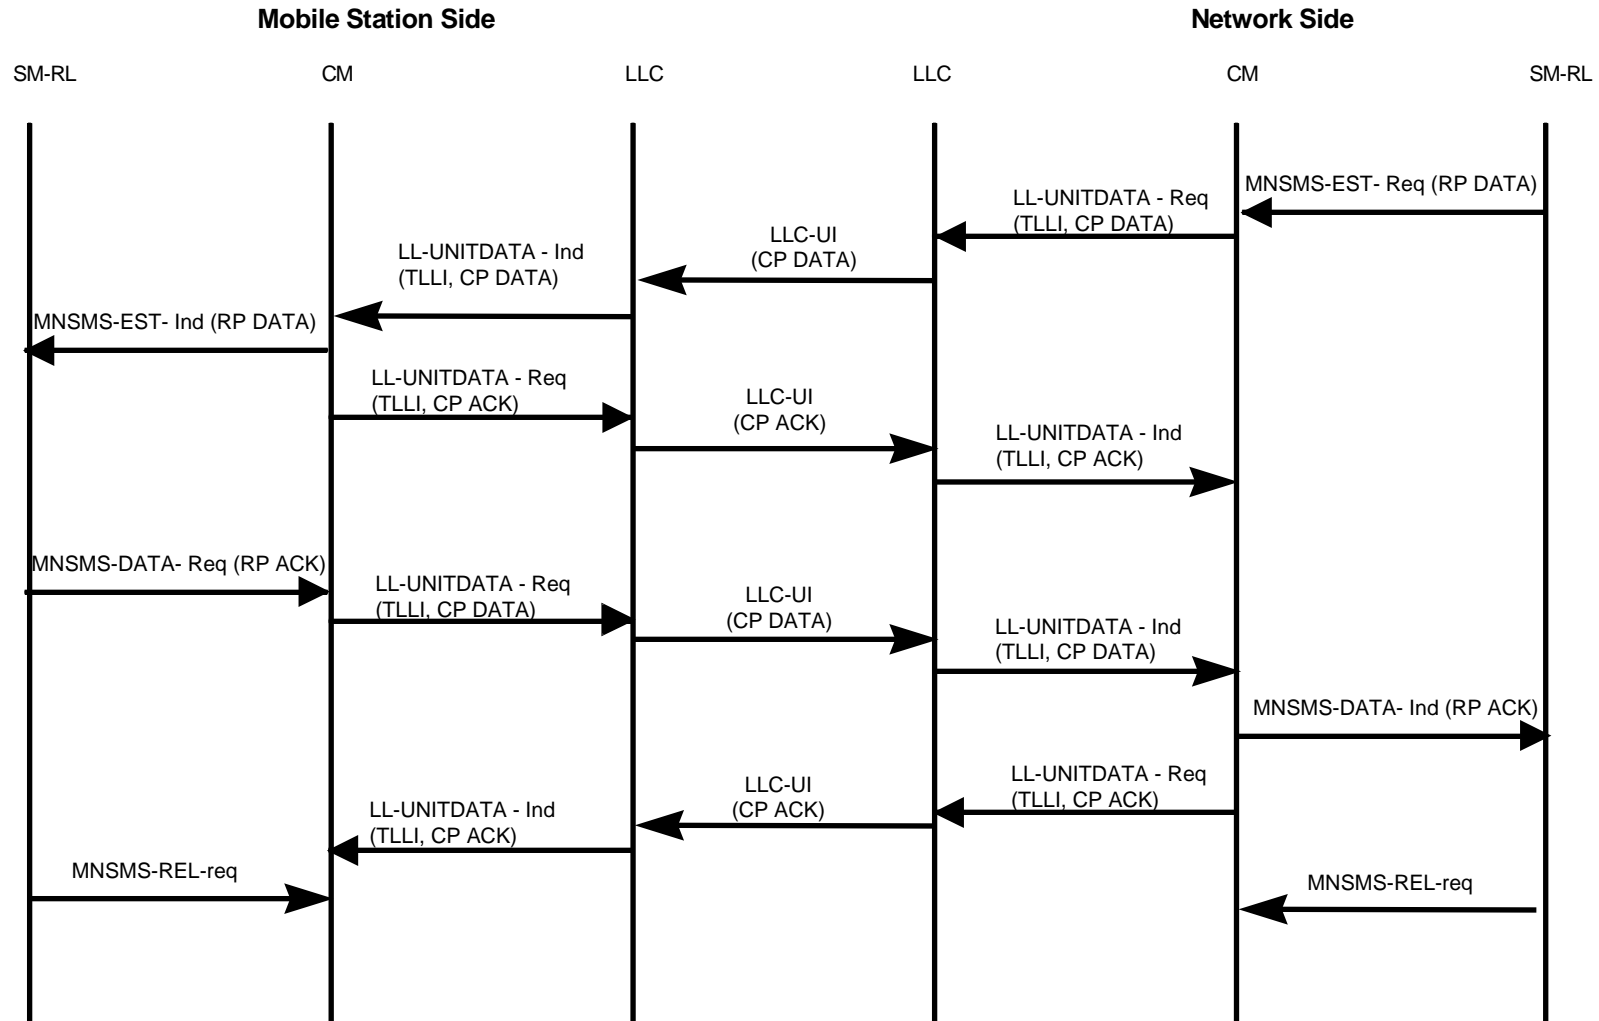 Mobile Station Side
Network Side
SM-RL
CM
LLC
LLC
CM
SM-RL
MNSMS-EST- Req (RP DATA)
LL-UNITDATA - Req
(TLLI, CP DATA)
LLC-UI
(CP DATA)
LL-UNITDATA - Ind
(TLLI, CP DATA)
MNSMS-EST- Ind (RP DATA)
LL-UNITDATA - Req
(TLLI, CP ACK)
LLC-UI
(CP ACK)
LL-UNITDATA - Ind
(TLLI, CP ACK)
MNSMS-DATA- Req (RP ACK)
LL-UNITDATA - Req
(TLLI, CP DATA)
LLC-UI
(CP DATA)
LL-UNITDATA - Ind
(TLLI, CP DATA)
MNSMS-DATA- Ind (RP ACK)
LL-UNITDATA - Req
(TLLI, CP ACK)
LLC-UI
(CP ACK)
LL-UNITDATA - Ind
(TLLI, CP ACK)
MNSMS-REL-req
MNSMS-REL-req